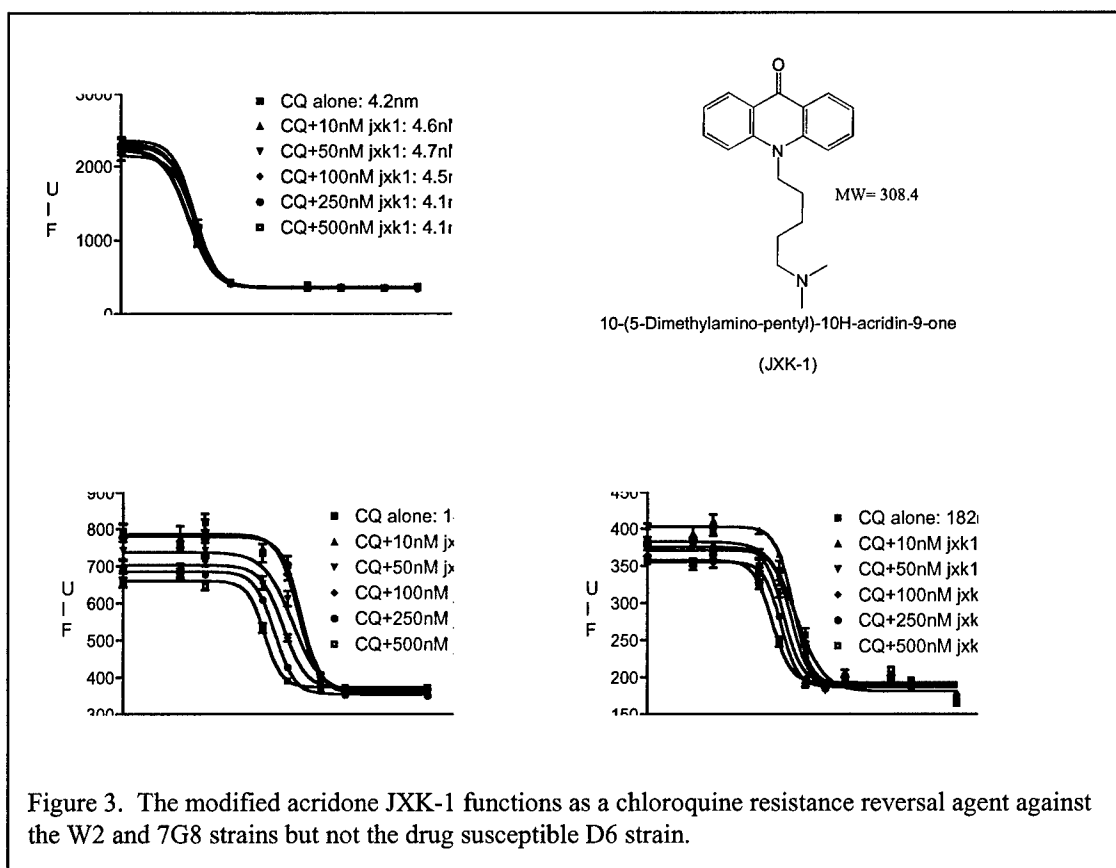 CQ alone: 4.2nm
CQ+10nM jxk1: 4.6n
CQ+50nM jxk1: 4.7n
CQ+100nM jxk1: 4.5
CQ+250nM jxk1: 4.1
CQ+500nM jxk1: 4.1
3000
2000
1000
0
U
I
F
O
N
N
MW= 308.4
10-(5-Dimethylamino-pentyl)-10H-acridin-9-one
(JXK-1)
CQ alone: 1
CQ+10nM
CQ+50nM
CQ+100nM
CQ+250nM
CQ+500nM
900
800
700
600
500
400
300
U
I
F
CQ alone: 182
CQ+10nM jxk1
CQ+50nM jxk1
CQ+100nM jxk
CQ+250nM jxk
CQ+500nM jxk
450
400
350
300
250
200
150
U
I
F
Figure 3. The modified acridone JXK-1 functions as a chloroquine resistance reversal agent against
the W2 and 7G8 strains but not the drug susceptible D6 strain.